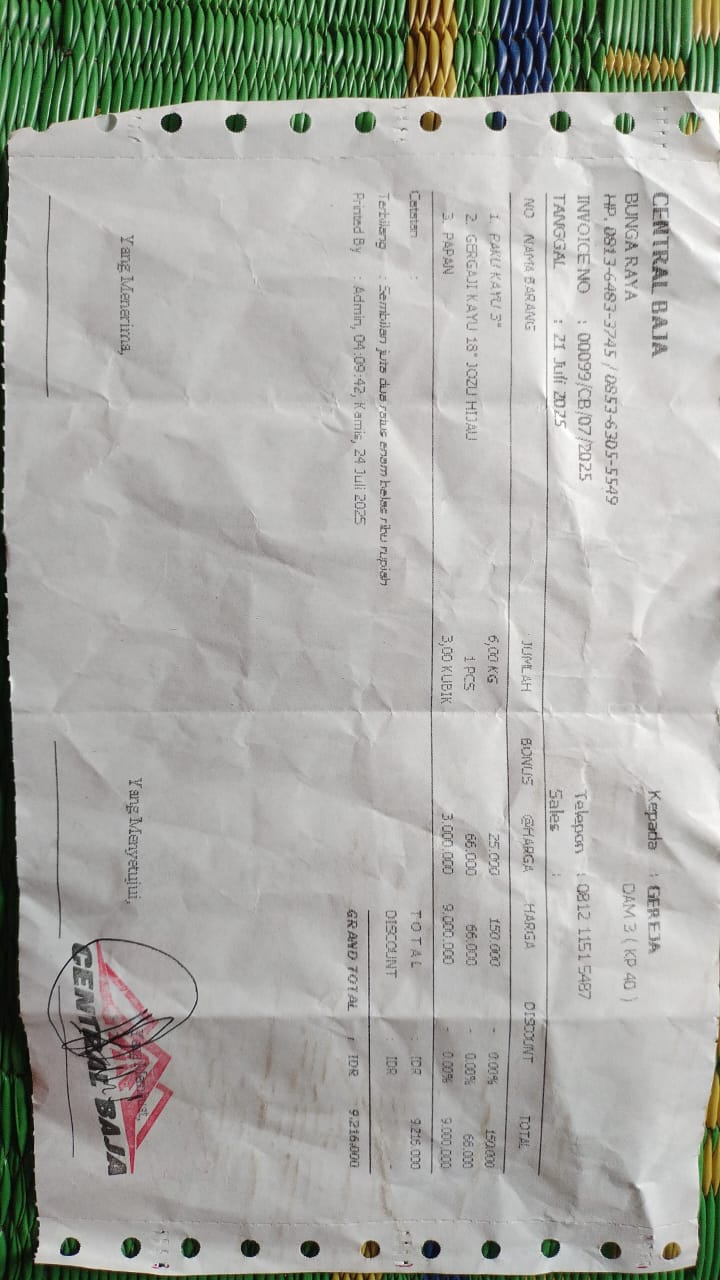 CENTRAL BAJA
BUNGA RAYA
HP. 0813-6483-3745 / 0853-6305-5549
INVOICE NO : 00099/CB/07/2025
TANGGAL : 21 Juli 2025
Kepada : GEREJA
DAM 3 ( KP 40 )
Telepon : 0812 1151 5487
Sales :
NO NAMA BARANG JUMLAH BONUS @HARGA HARGA DISCOUNT TOTAL
1. PAKU KAYU 3" 6,00 KG 25.000 150.000 - 0.00% 150.000
2. GERGAJI KAYU 18" JOZU HIJAU 1 PCS 66.000 66.000 - 0.00% 66.000
3. PAPAN 3,00 KUBIK 3.000.000 9.000.000 - 0.00% 9.000.000
Catatan : TOTAL : IDR 9.216.000
Terbilang : Sembilan juta dua ratus enam belas ribu rupiah DISCOUNT : IDR
Printed By : Admin, 04:09:42, Kamis, 24 Juli 2025 GRAND TOTAL : IDR 9.216.000
Yang Menerima, Yang Menyetujui,
CENTRAL BAJA